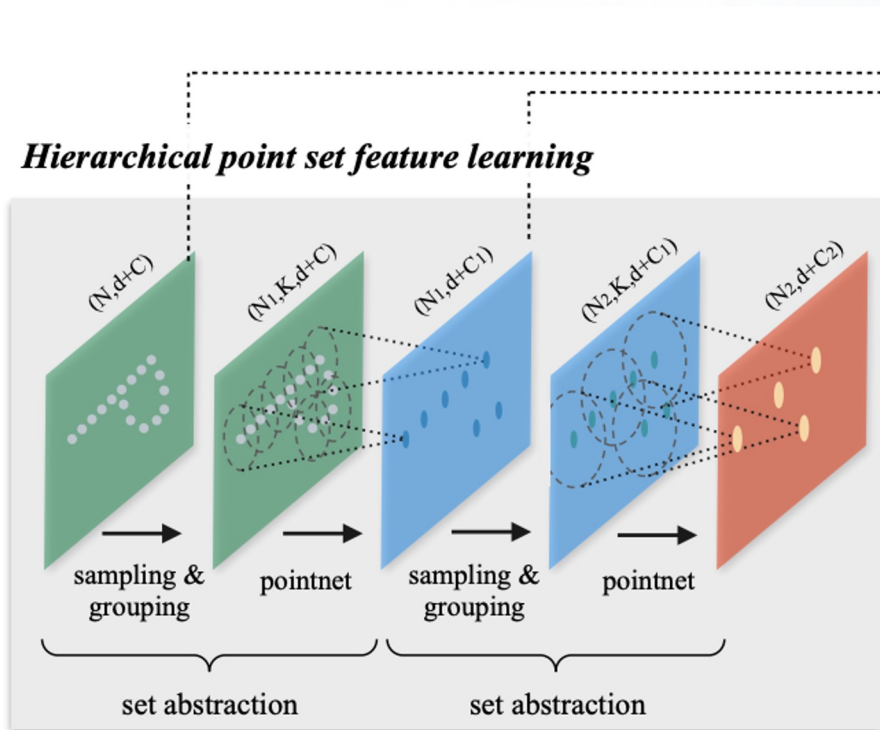 Hierarchical point set feature learning
(N,d+C)
(N1,K,d+C)
(N1,d+C1)
(N2,K,d+C1)
(N2,d+C2)
sampling &
grouping
pointnet
sampling &
grouping
pointnet
set abstraction
set abstraction